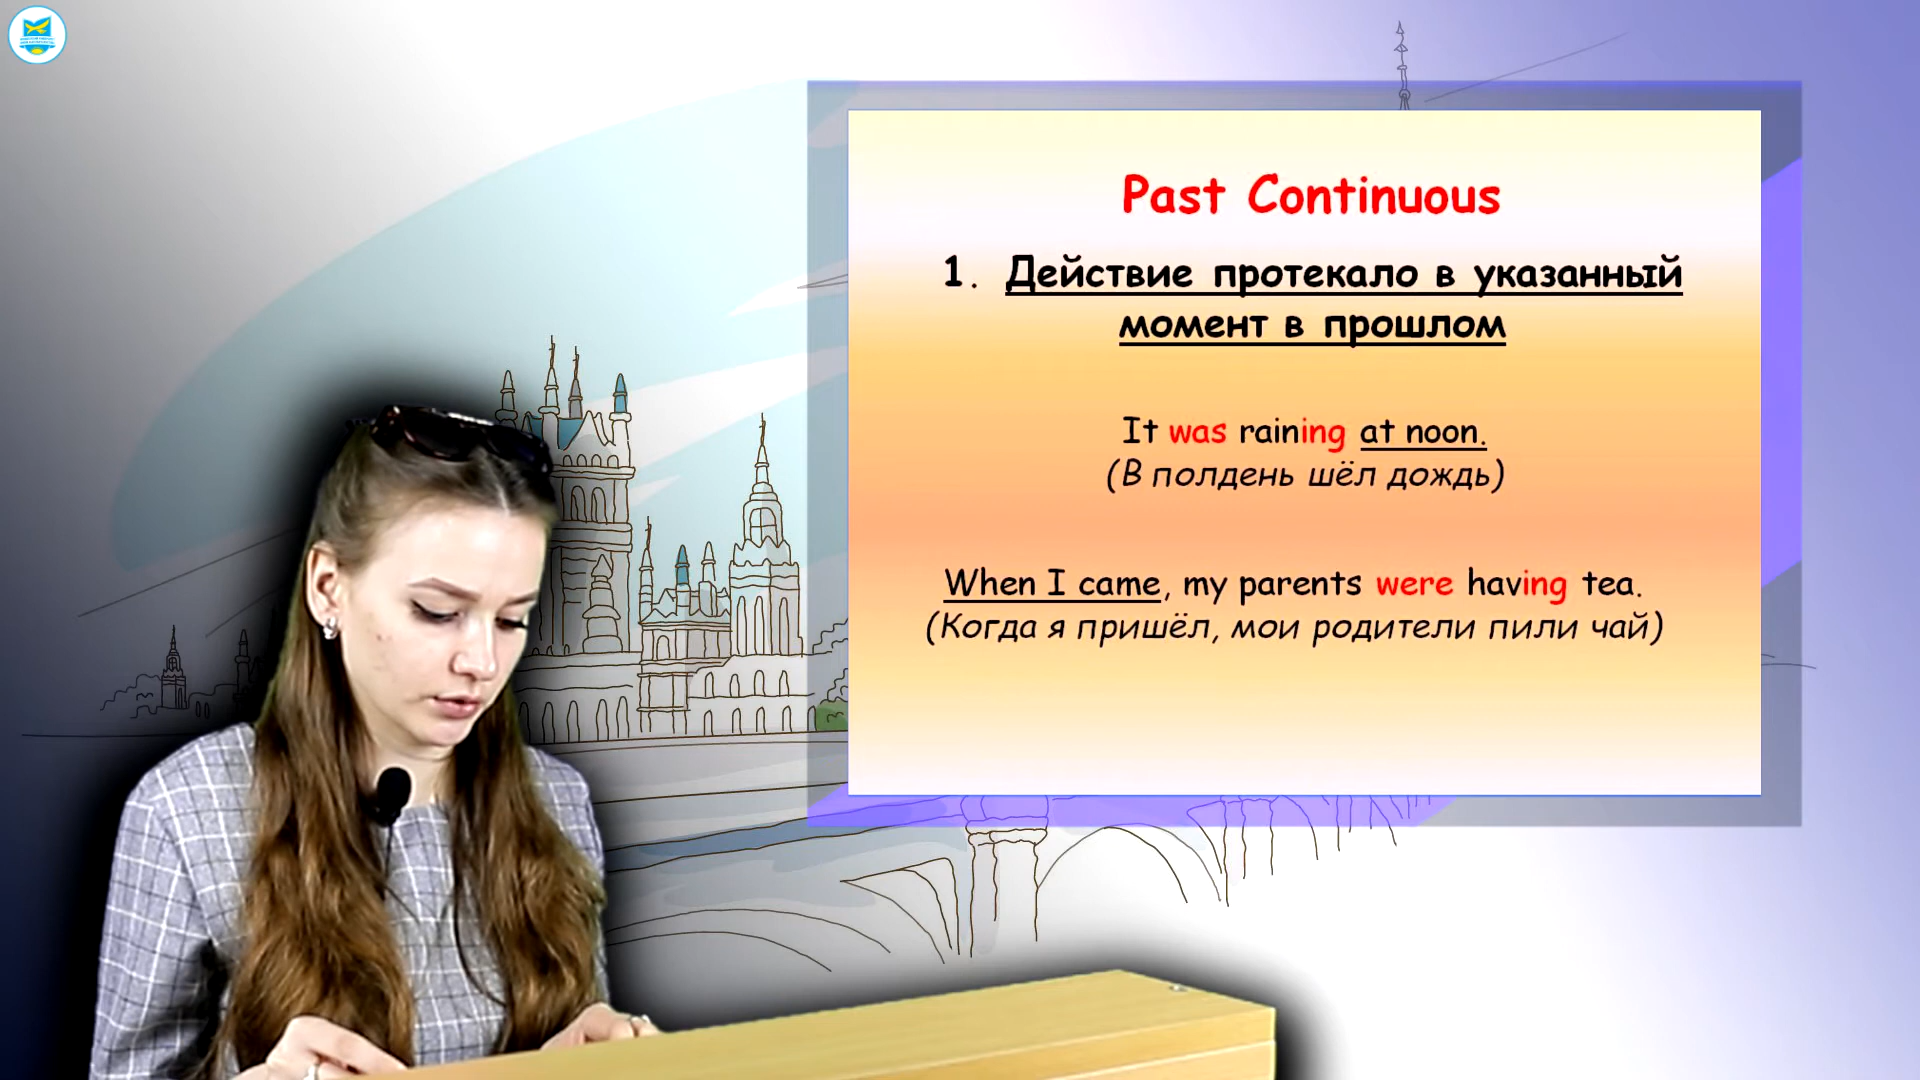 Past Continuous
1. Действие протекало в указанный
момент в прошлом
It was raining at noon.
(В полдень шёл дождь)
When I came, my parents were having tea.
(Когда я пришёл, мои родители пили чай)